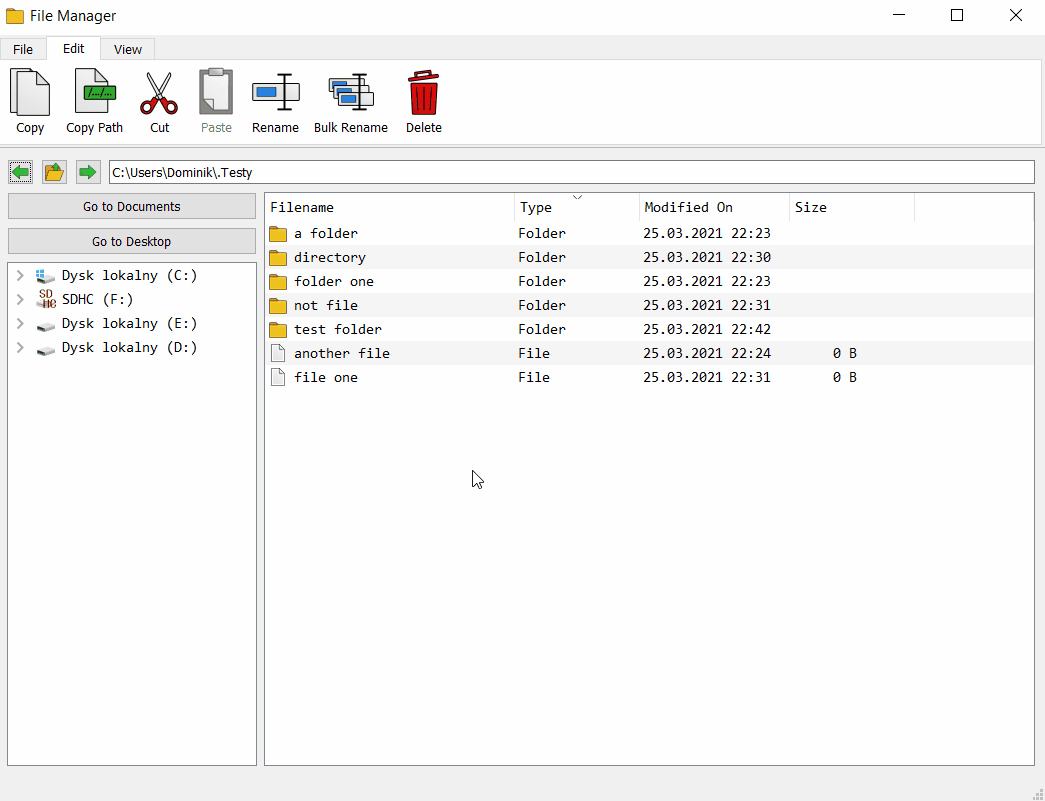 File Manager
File Edit View
/.../...
Copy Copy Path Cut Paste Rename Bulk Rename Delete
C:\Users\Dominik\.Testy
Go to Documents
Go to Desktop
Dysk lokalny (C:)
SD
HC
SDHC (F:)
Dysk lokalny (E:)
Dysk lokalny (D:)
Filename Type Modified On Size
a folder Folder 25.03.2021 22:23
directory Folder 25.03.2021 22:30
folder one Folder 25.03.2021 22:23
not file Folder 25.03.2021 22:31
test folder Folder 25.03.2021 22:42
another file File 25.03.2021 22:24 0 B
file one File 25.03.2021 22:31 0 B